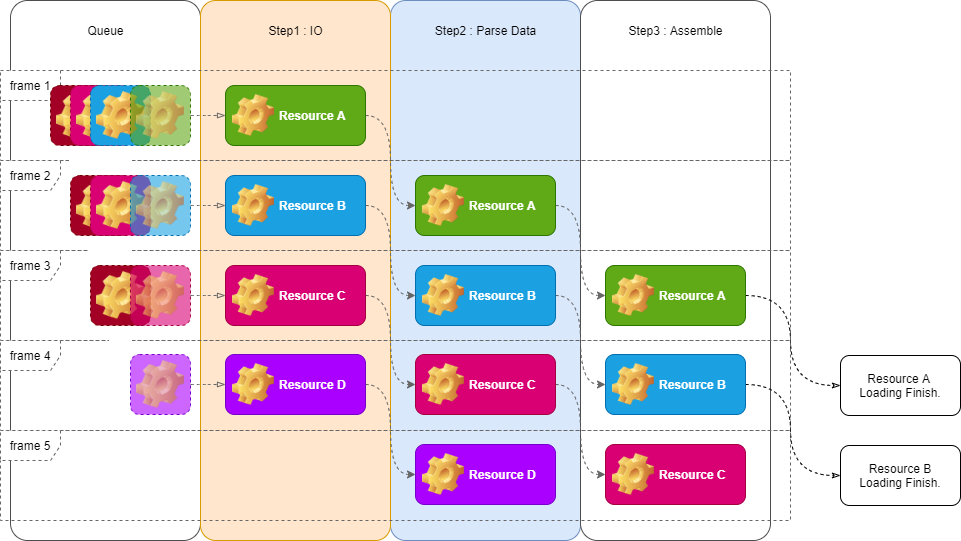 Queue
Step1 : IO
Step2 : Parse Data
Step3 : Assemble
frame 1
Resource A
frame 2
Resource B
Resource A
frame 3
Resource C
Resource B
Resource A
frame 4
Resource D
Resource C
Resource B
Resource A
Loading Finish.
frame 5
Resource D
Resource C
Resource B
Loading Finish.